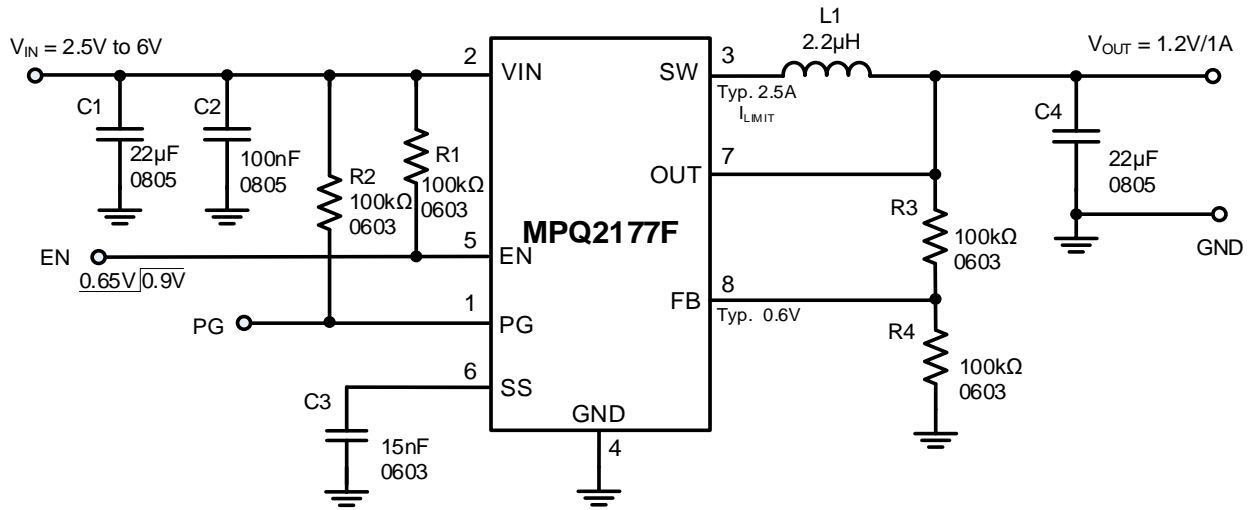 L1
2.2µH
VIN = 2.5V to 6V
VOUT = 1.2V/1A
2
VIN
SW
3
Typ. 2.5A
ILIMIT
C1
22µF
0805
C2
100nF
0805
R2
100kΩ
0603
R1
100kΩ
0603
C4
22µF
0805
OUT
7
MPQ2177F
R3
100kΩ
0603
GND
EN
0.65V 0.9V
5
EN
FB
8
Typ. 0.6V
PG
1
PG
R4
100kΩ
0603
6
SS
C3
15nF
0603
GND
4